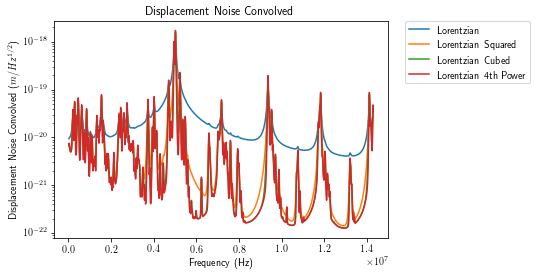 Displacement Noise Convolved
Displacement Noise Convolved (m/Hz^{1/2})
10^{-18}
10^{-19}
10^{-20}
10^{-21}
10^{-22}
0.0 0.2 0.4 0.6 0.8 1.0 1.2 1.4
×10^7
Frequency (Hz)
Lorentzian
Lorentzian Squared
Lorentzian Cubed
Lorentzian 4th Power